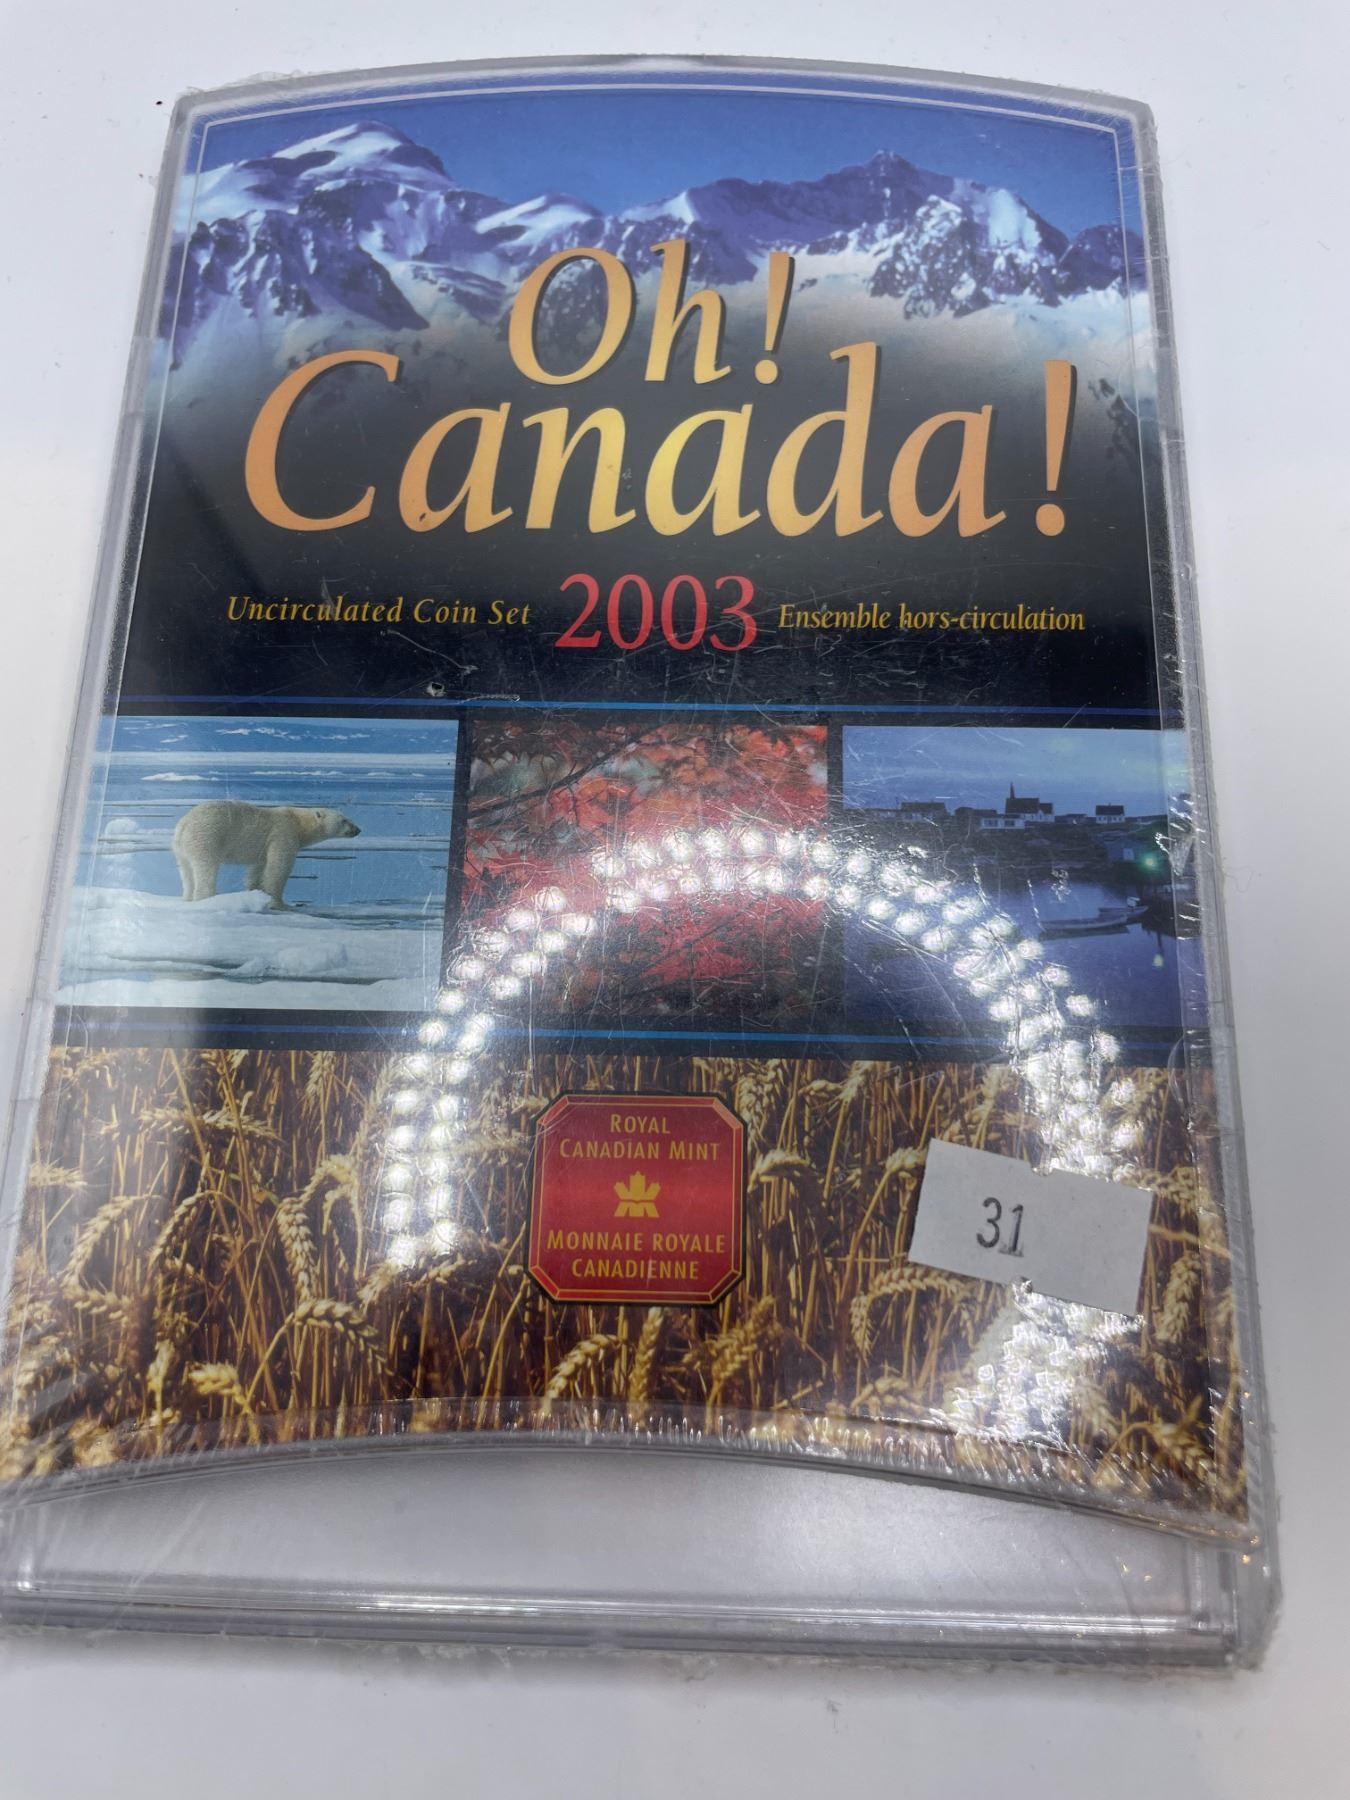 Oh!
Canada!
Uncirculated Coin Set 2003 Ensemble hors-circulation
ROYAL
CANADIAN MINT
MONNAIE ROYALE
CANADIENNE
31